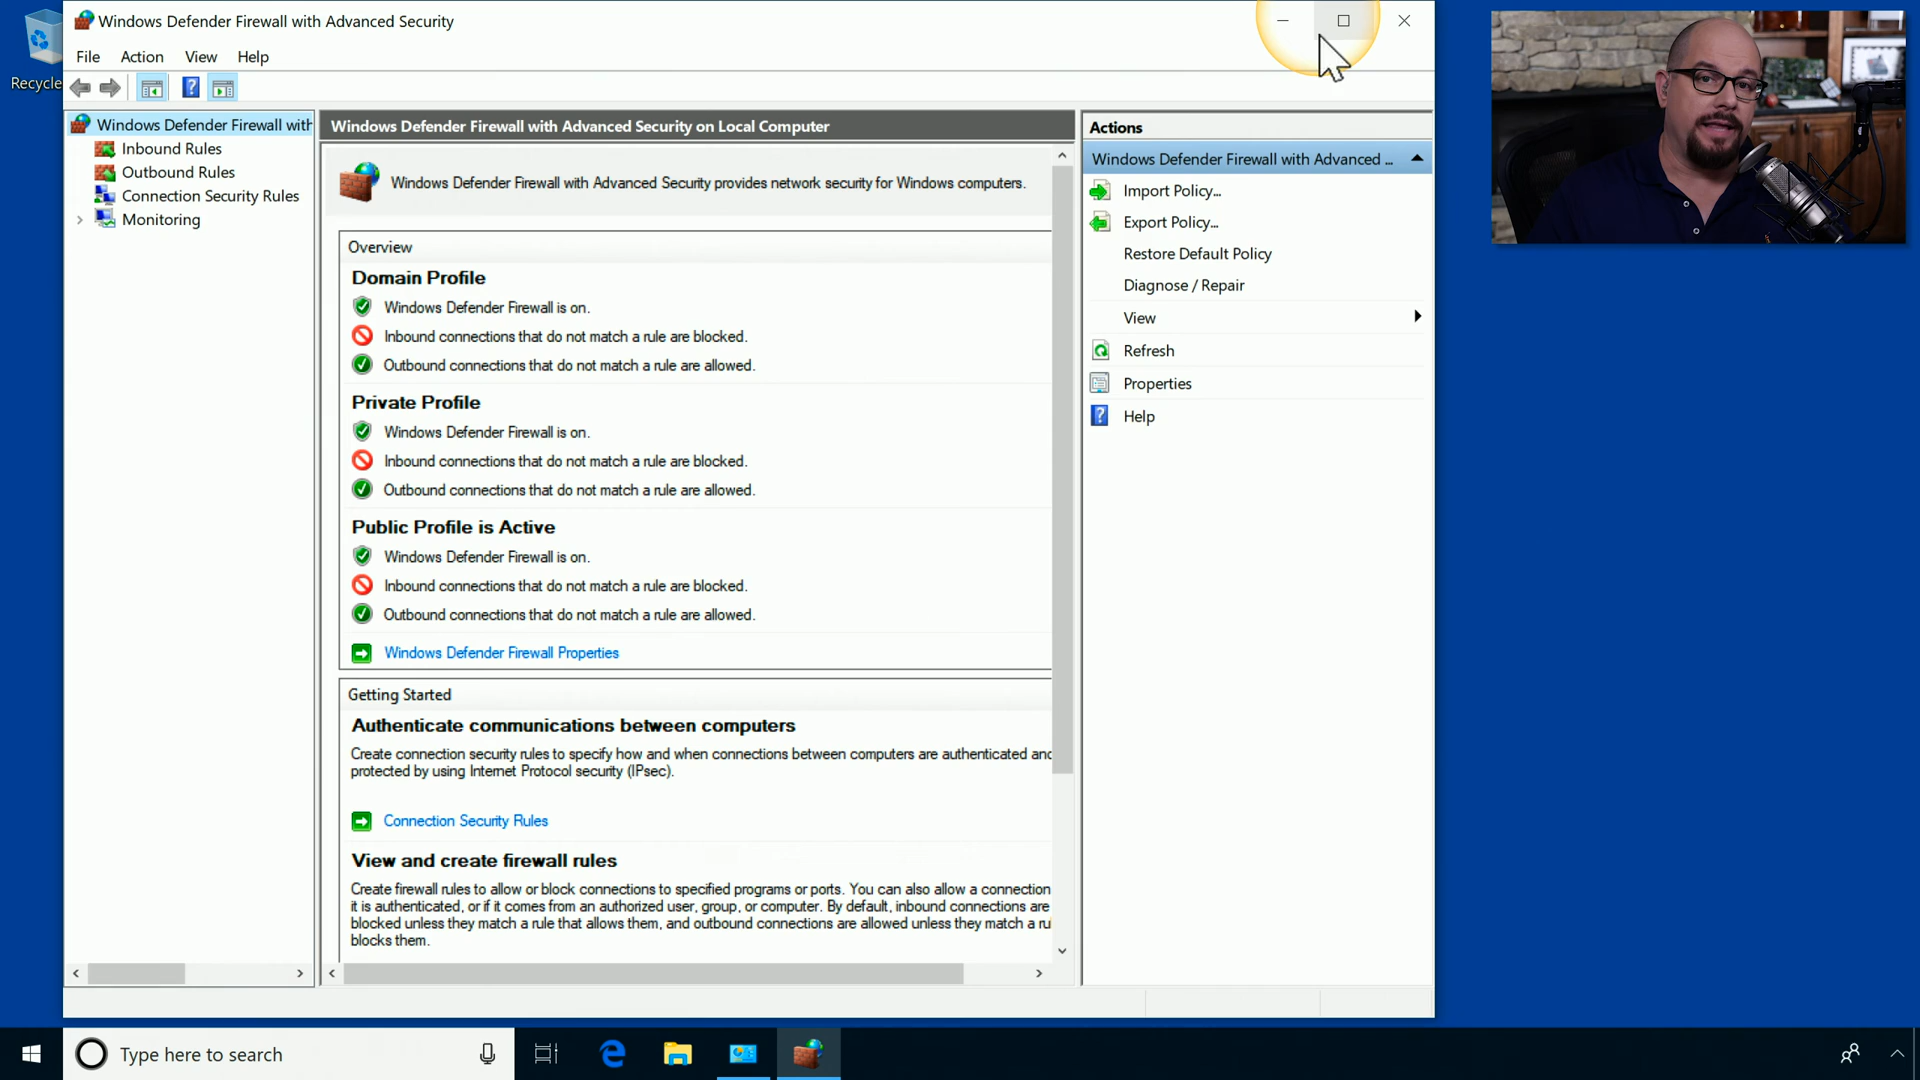 Recycle
Windows Defender Firewall with Advanced Security
File Action View Help
Windows Defender Firewall with
Inbound Rules
Outbound Rules
Connection Security Rules
Monitoring
Windows Defender Firewall with Advanced Security on Local Computer
Windows Defender Firewall with Advanced Security provides network security for Windows computers.
Overview
Domain Profile
Windows Defender Firewall is on.
Inbound connections that do not match a rule are blocked.
Outbound connections that do not match a rule are allowed.
Private Profile
Windows Defender Firewall is on.
Inbound connections that do not match a rule are blocked.
Outbound connections that do not match a rule are allowed.
Public Profile is Active
Windows Defender Firewall is on.
Inbound connections that do not match a rule are blocked.
Outbound connections that do not match a rule are allowed.
Windows Defender Firewall Properties
Getting Started
Authenticate communications between computers
Create connection security rules to specify how and when connections between computers are authenticated and
protected by using Internet Protocol security (IPsec).
Connection Security Rules
View and create firewall rules
Create firewall rules to allow or block connections to specified programs or ports. You can also allow a connection
it is authenticated, or if it comes from an authorized user, group, or computer. By default, inbound connections are
blocked unless they match a rule that allows them, and outbound connections are allowed unless they match a ru
blocks them.
Actions
Windows Defender Firewall with Advanced ...
Import Policy...
Export Policy...
Restore Default Policy
Diagnose / Repair
View
Refresh
Properties
Help
Type here to search